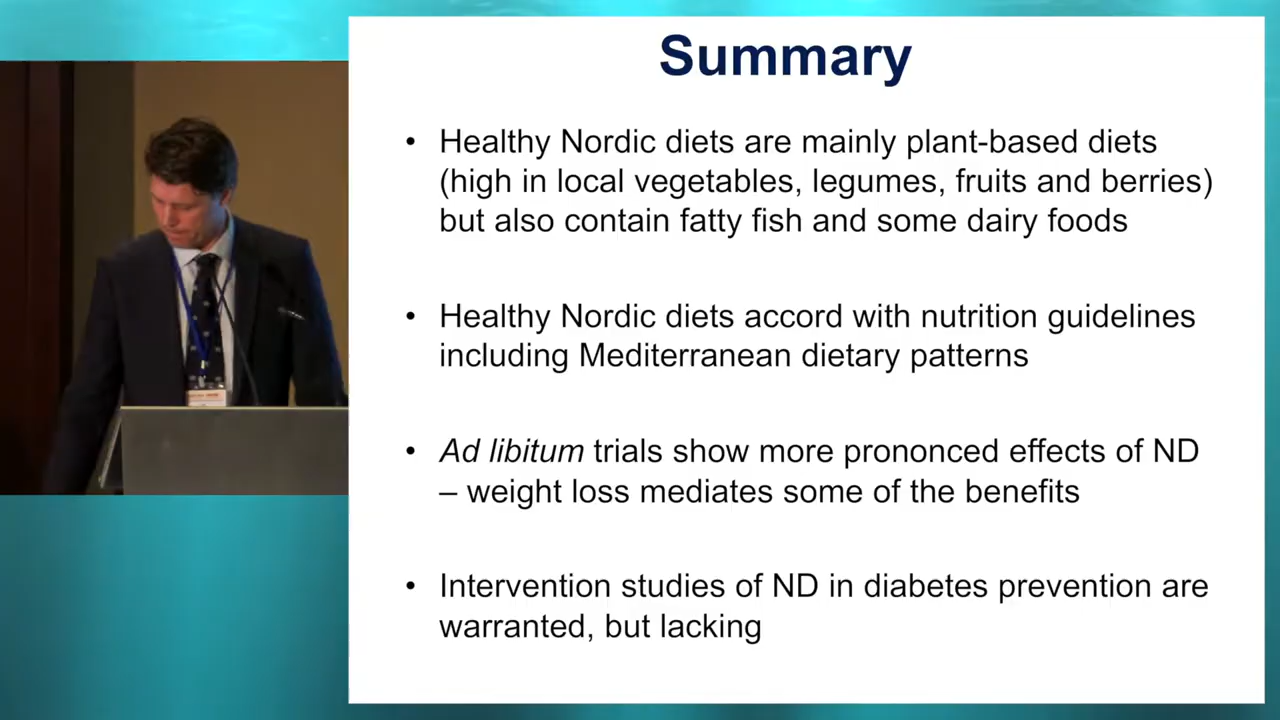 Summary
• Healthy Nordic diets are mainly plant-based diets
(high in local vegetables, legumes, fruits and berries)
but also contain fatty fish and some dairy foods
• Healthy Nordic diets accord with nutrition guidelines
including Mediterranean dietary patterns
• Ad libitum trials show more prononced effects of ND
– weight loss mediates some of the benefits
• Intervention studies of ND in diabetes prevention are
warranted, but lacking